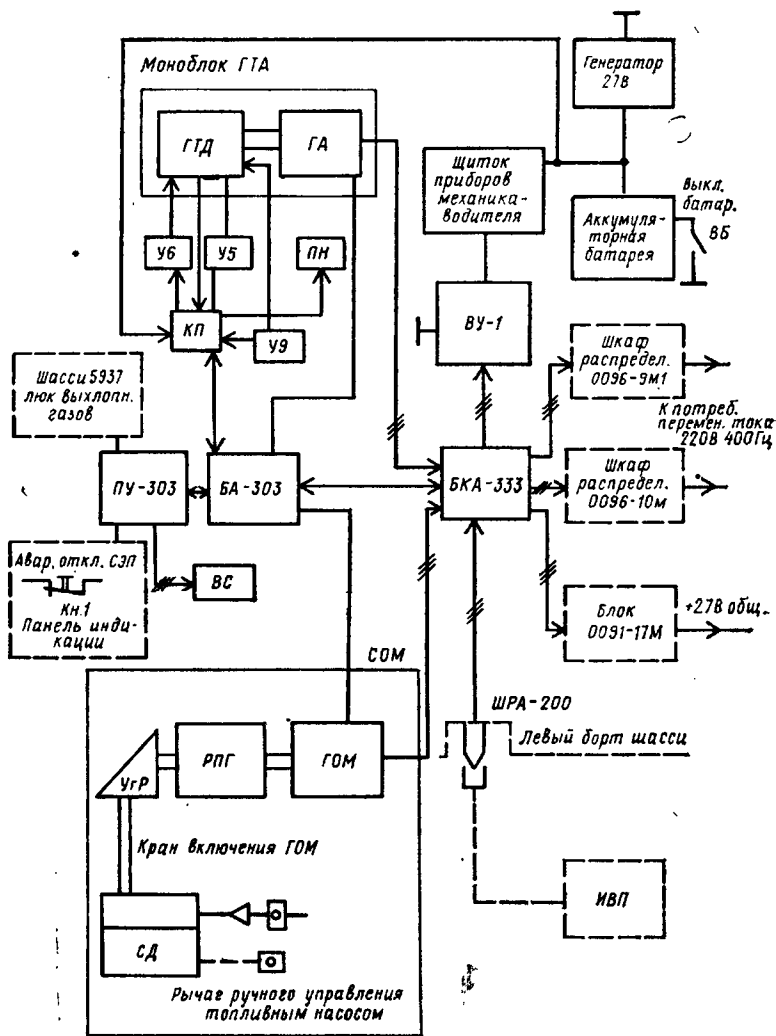 Моноблок ГТА
Генератор
27В
ГТД
ГА
Щиток
приборов
механика-
водителя
Выкл.
батар.
ВБ
Аккумуля-
торная
батарея
У6
У5
ПН
КП
У9
ВУ-1
Шасси 5937
люк выхлопн.
газов
Шкаф
распредел.
0096-9м1
К потреб.
перемен. тока
220В 400Гц
ПУ-303
БА-303
БКА-333
Шкаф
распредел.
0096-10м
Авар. откл. СЭП
Кн.1
Панель инди-
кации
ВС
Блок
0091-17М
+27В общ.
СОМ
ШРА-200
Левый борт шасси
УгР
РПГ
ГОМ
Кран включения ГОМ
СД
ИВП
Рычаг ручного управления
топливным насосом